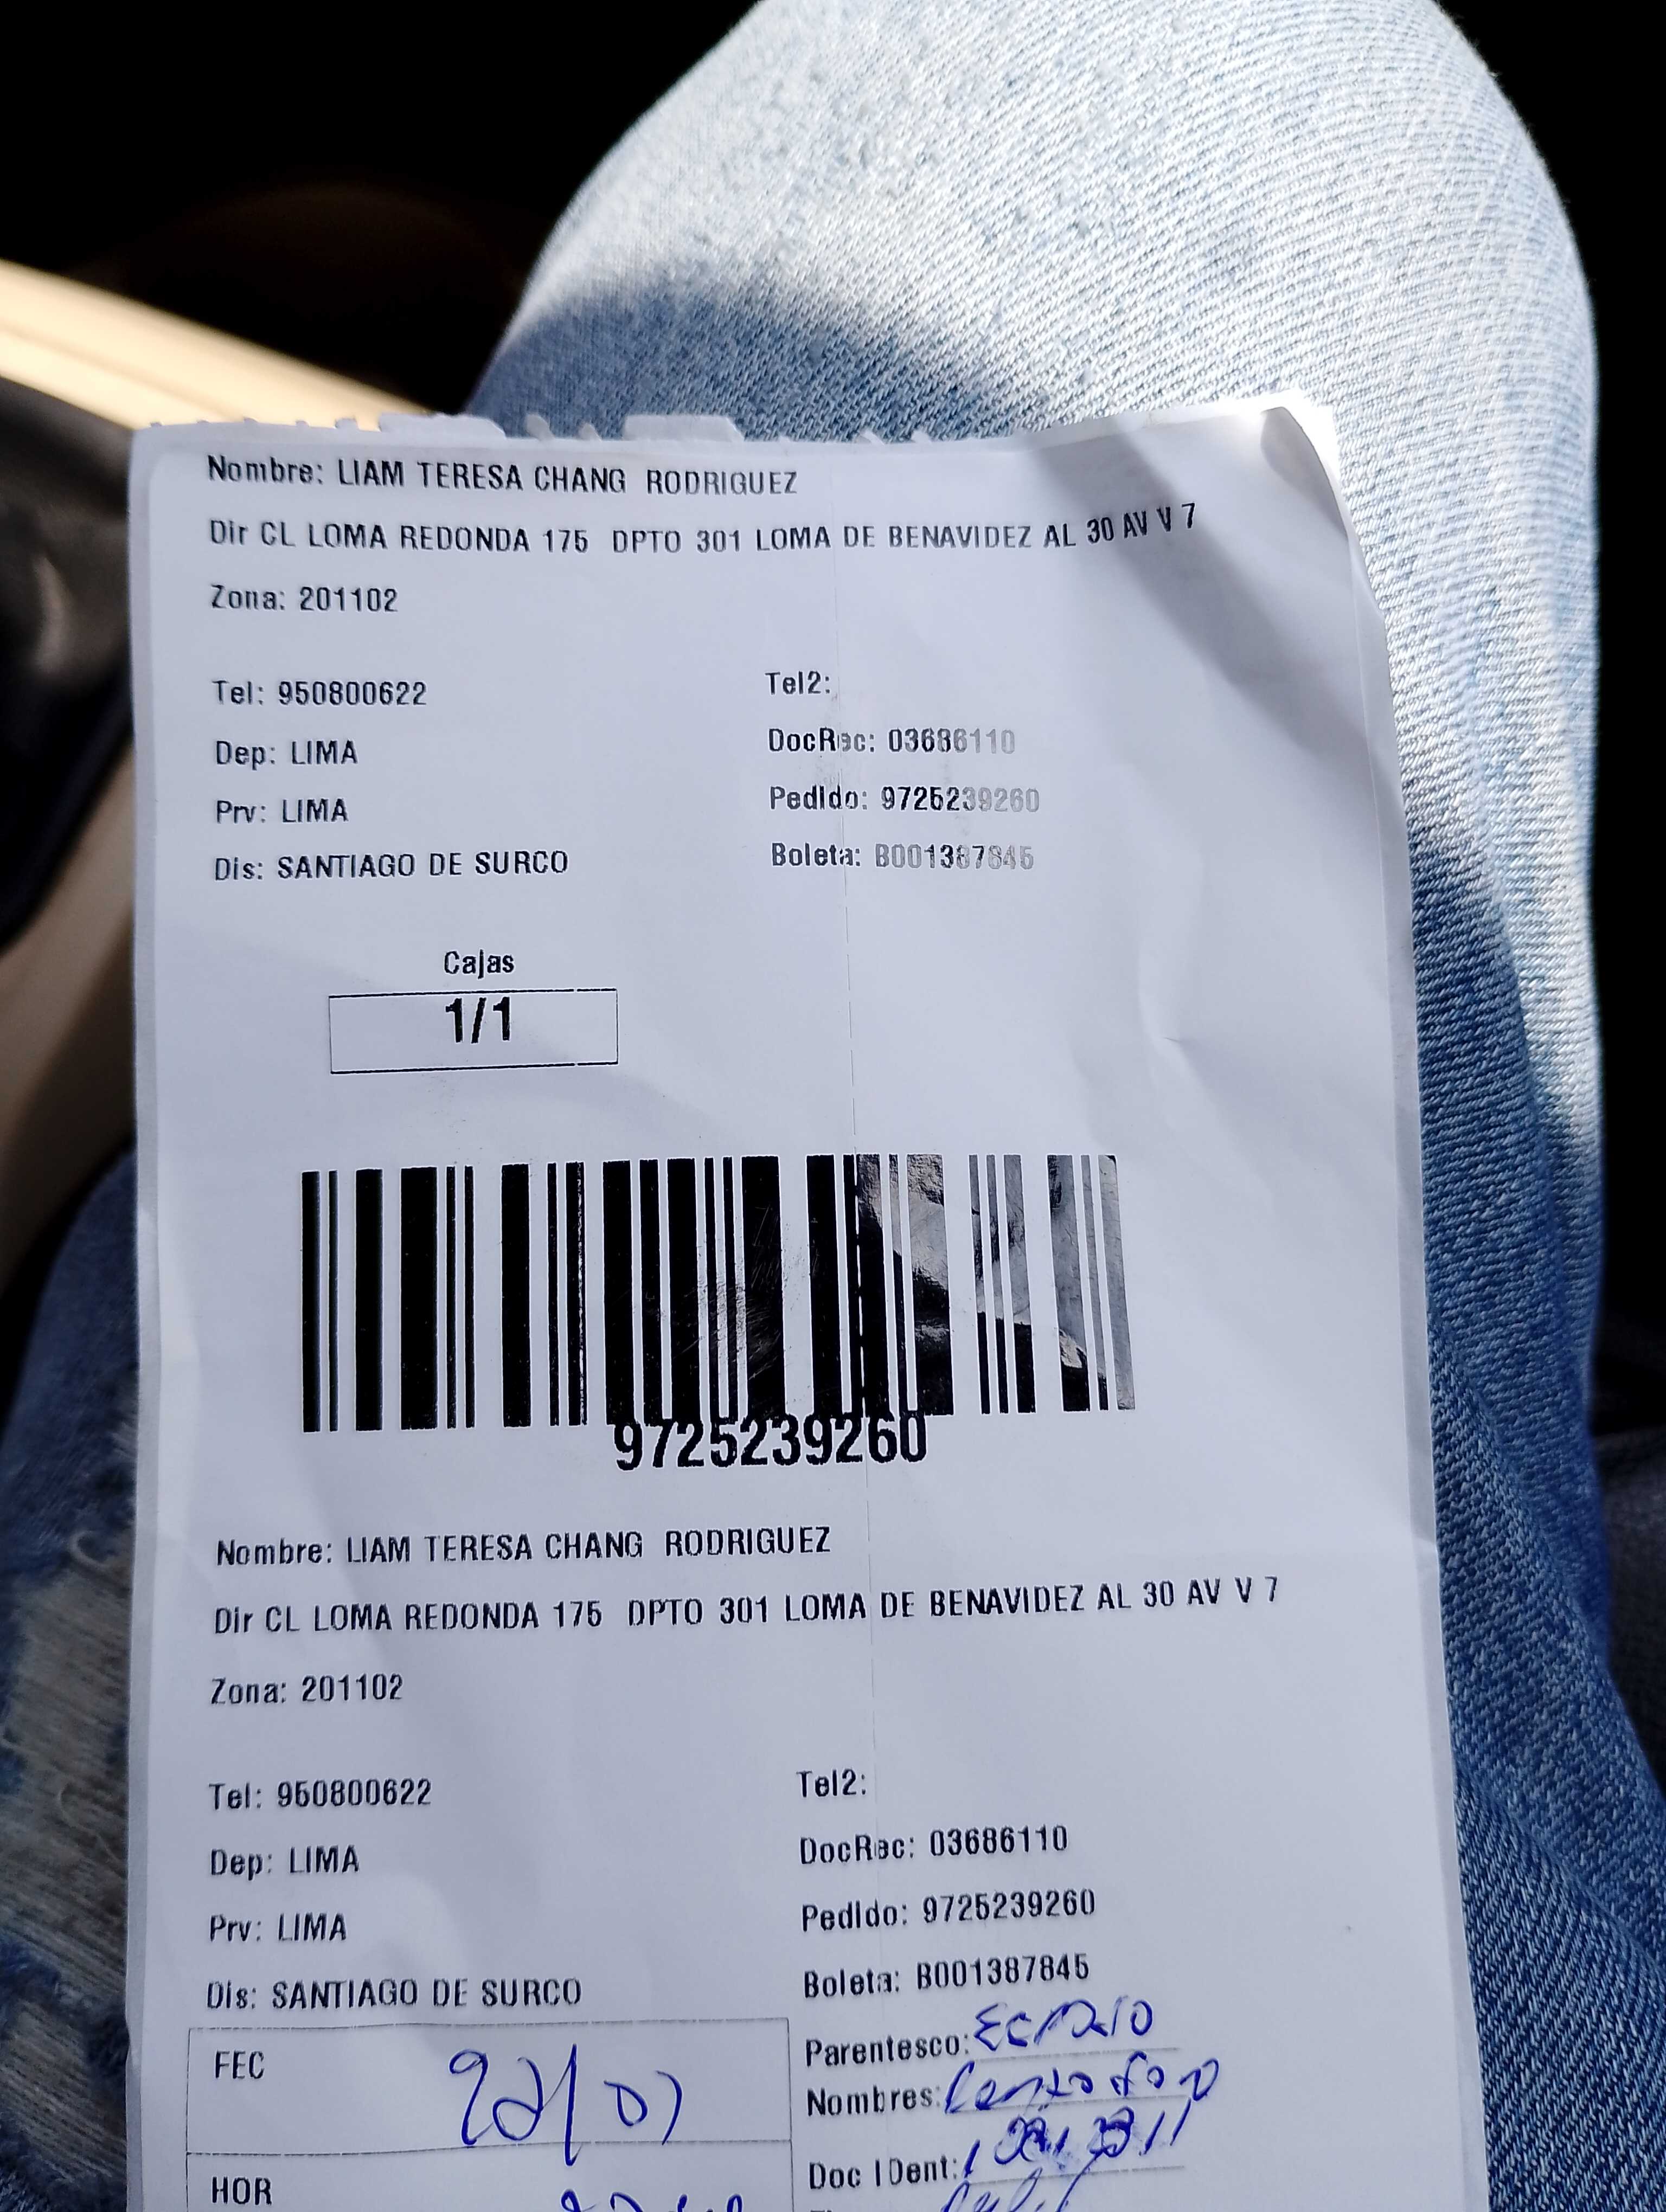 Nombre: LIAM TERESA CHANG RODRIGUEZ
Dir CL LOMA REDONDA 175 DPTO 301 LOMA DE BENAVIDEZ AL 30 AV V 7
Zona: 201102
Tel: 950800622 Tel2:
Dep: LIMA DocRec: 03686110
Prv: LIMA Pedido: 9725239260
Dis: SANTIAGO DE SURCO Boleta: B001387845
Cajas
1/1
9725239260
Nombre: LIAM TERESA CHANG RODRIGUEZ
Dir CL LOMA REDONDA 175 DPTO 301 LOMA DE BENAVIDEZ AL 30 AV V 7
Zona: 201102
Tel: 950800622 Tel2:
Dep: LIMA DocRec: 03686110
Prv: LIMA Pedido: 9725239260
Dis: SANTIAGO DE SURCO Boleta: B001387845
Parentesco:
FEC
Nombres:
Doc IDent:
HOR